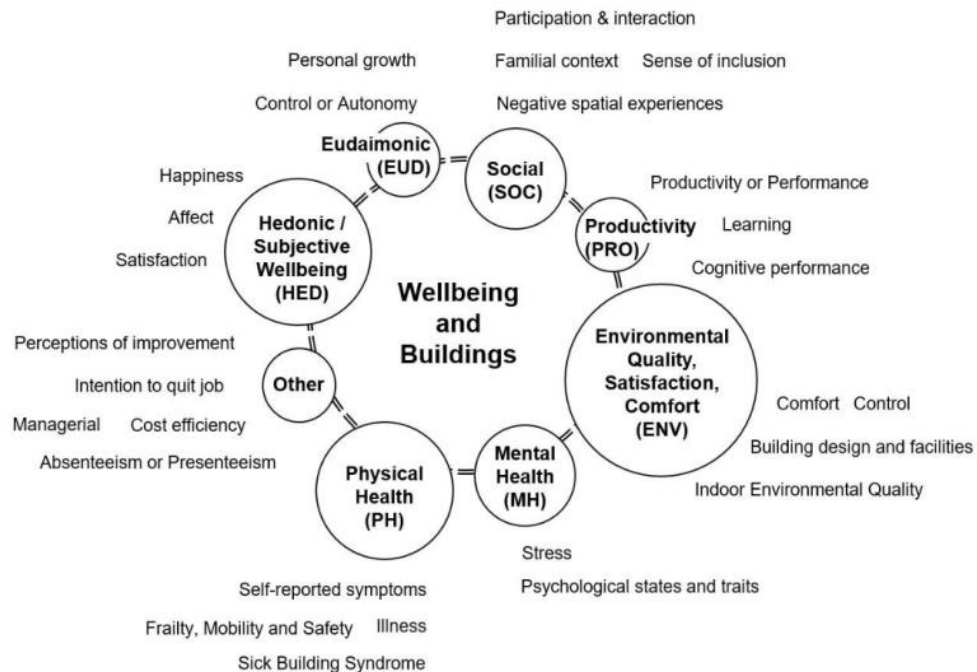 Participation & interaction
Personal growth
Familial context
Sense of inclusion
Control or Autonomy
Negative spatial experiences
Eudaimonic
(EUD)
Social
(SOC)
Happiness
Affect
Satisfaction
Hedonic /
Subjective
Wellbeing
(HED)
Productivity or Performance
Productivity
(PRO)
Learning
Cognitive performance
Wellbeing
and
Buildings
Environmental
Quality,
Satisfaction,
Comfort
(ENV)
Perceptions of improvement
Intention to quit job
Managerial
Cost efficiency
Absenteeism or Presenteeism
Other
Comfort
Control
Building design and facilities
Indoor Environmental Quality
Physical
Health
(PH)
Mental
Health
(MH)
Stress
Psychological states and traits
Self-reported symptoms
Frailty, Mobility and Safety
Illness
Sick Building Syndrome